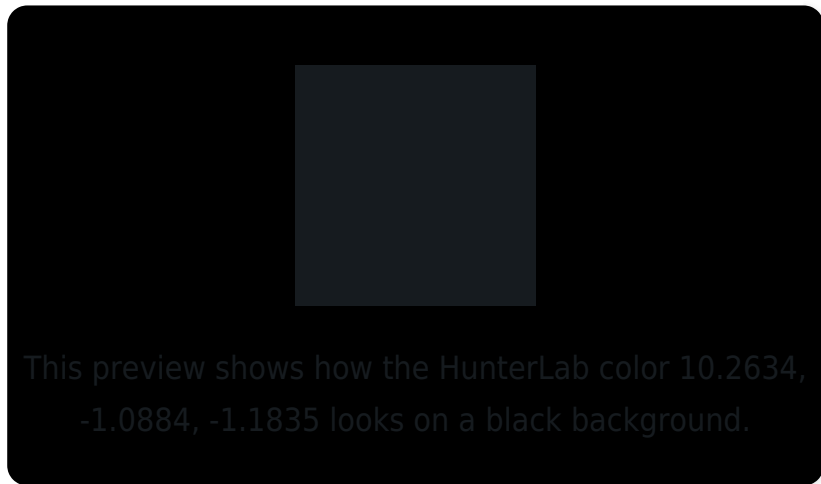 This preview shows how the HunterLab color 10.2634,
-1.0884, -1.1835 looks on a black background.